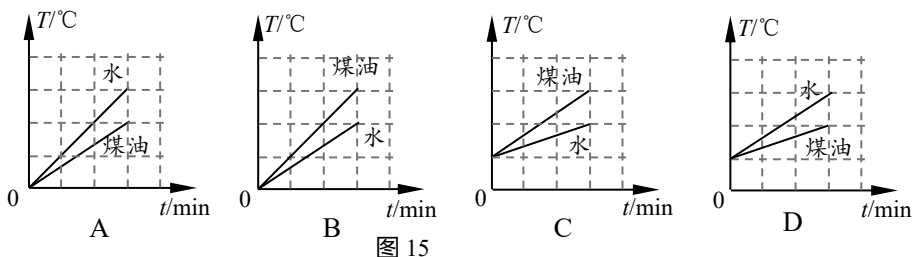 T/℃ T/℃ T/℃ T/℃
水 煤油 煤油 水
煤油 水 水 煤油
0 t/min 0 t/min 0 t/min 0 t/min
A B C D
图 15